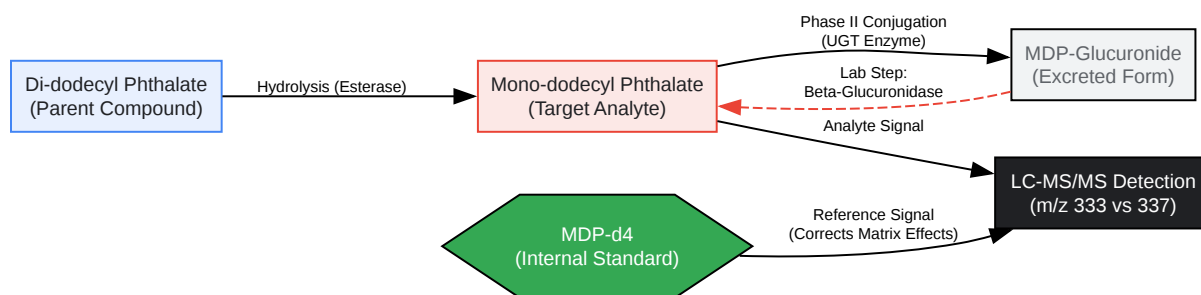 Di-dodecyl Phthalate
(Parent Compound)
Hydrolysis (Esterase)
Mono-dodecyl Phthalate
(Target Analyte)
Phase II Conjugation
(UGT Enzyme)
Lab Step:
Beta-Glucuronidase
MDP-Glucuronide
(Excreted Form)
Analyte Signal
LC-MS/MS Detection
(m/z 333 vs 337)
MDP-d4
(Internal Standard)
Reference Signal
(Corrects Matrix Effects)